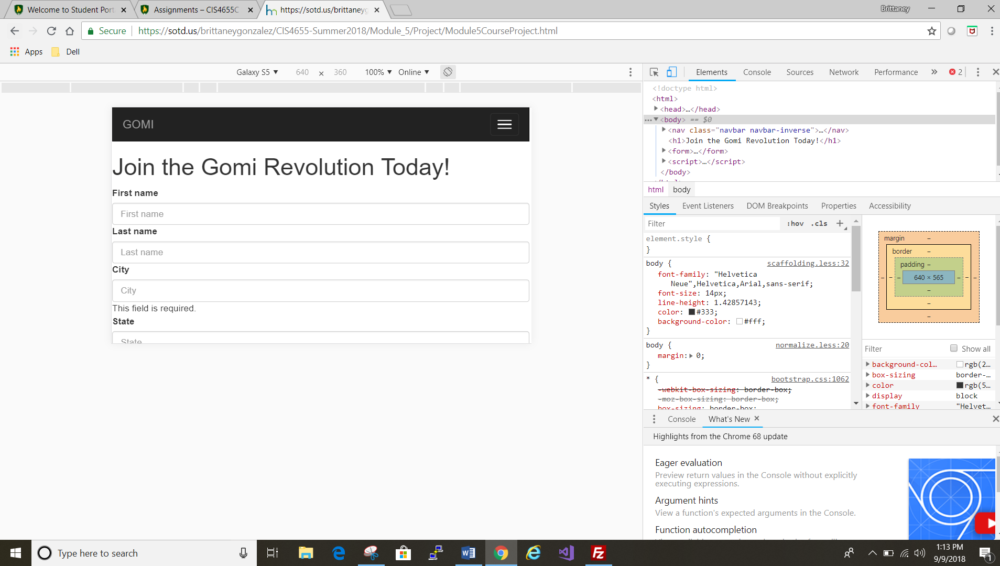 Welcome to Student Port
Assignments – CIS4655C
https://sotd.us/brittaneyg
Brittaney
Secure
https://sotd.us/brittaneygonzalez/CIS4655-Summer2018/Module_5/Project/Module5CourseProject.html
Apps
Dell
Galaxy S5 ▼ 640 × 360 100% ▼ Online ▼
Elements Console Sources Network Performance » 2
<!doctype html>
<html>
<head>…</head>
<body> == $0
<nav class="navbar navbar-inverse">…</nav>
<h1>Join the Gomi Revolution Today!</h1>
<form>…</form>
<script>…</script>
</body>
html body
GOMI
Join the Gomi Revolution Today!
First name
First name
Last name
Last name
City
City
This field is required.
State
State
Styles Event Listeners DOM Breakpoints Properties Accessibility
Filter :hov .cls +
element.style {
}
body { scaffolding.less:32
font-family: "Helvetica
Neue",Helvetica,Arial,sans-serif;
font-size: 14px;
line-height: 1.42857143;
color: #333;
background-color: #fff;
}
body { normalize.less:20
margin: 0;
}
* { bootstrap.css:1062
-webkit-box-sizing: border-box;
-moz-box-sizing: border-box;
box-sizing: border-box;
margin –
border –
padding –
– – – 640 × 565 – – –
–
–
–
Filter Show all
background-col… rgb(2…
box-sizing border-…
color rgb(5…
display block
font-family "Helvet…
Console What's New ×
Highlights from the Chrome 68 update
Eager evaluation
Preview return values in the Console without explicitly
executing expressions.
Argument hints
View a function's expected arguments in the Console.
Function autocompletion
Type here to search
1:13 PM
9/9/2018
1